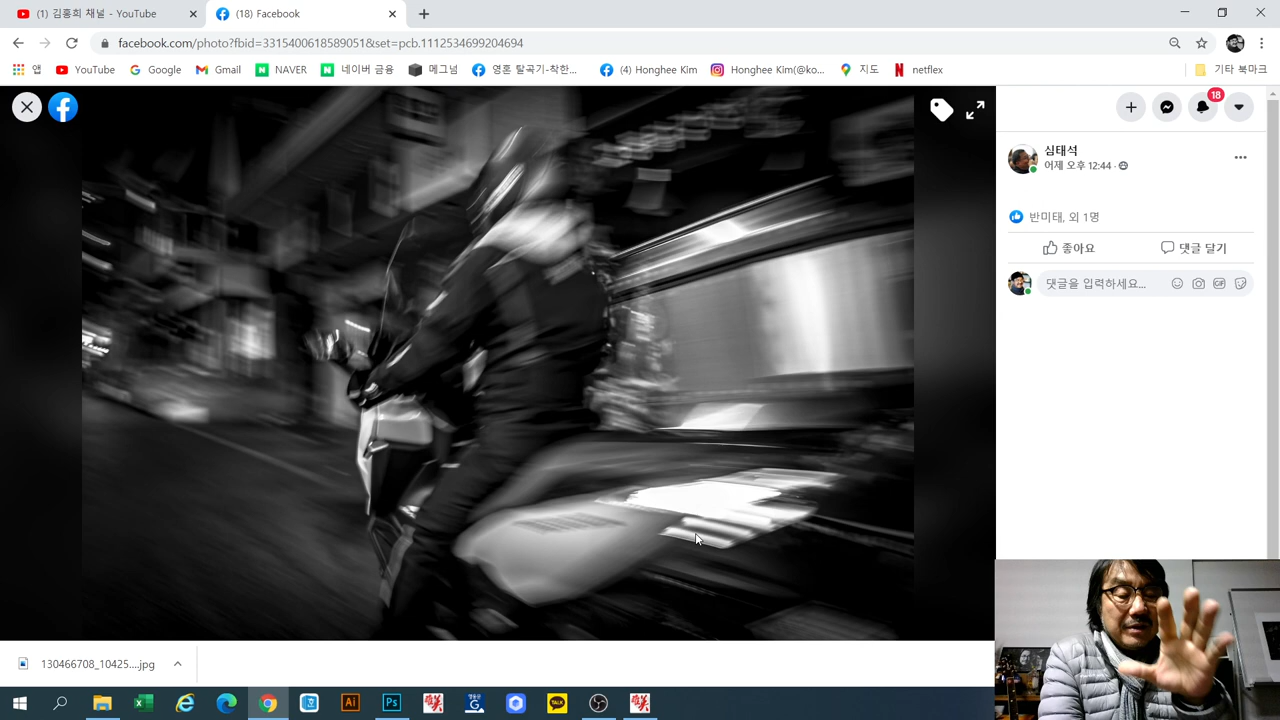 (1) 김홍희 채널 - YouTube
(18) Facebook
facebook.com/photo?fbid=3315400618589051&set=pcb.1112534699204694
앱
YouTube
Google
Gmail
NAVER
네이버 금융
메그넘
영혼 탈곡기-착한...
(4) Honghee Kim
Honghee Kim(@ko...
지도
netflex
기타 북마크
18
심태석
어제 오후 12:44
반미태, 외 1명
좋아요
댓글 달기
댓글을 입력하세요...
GIF
130466708_10425....jpg
Ai
Ps
TALK